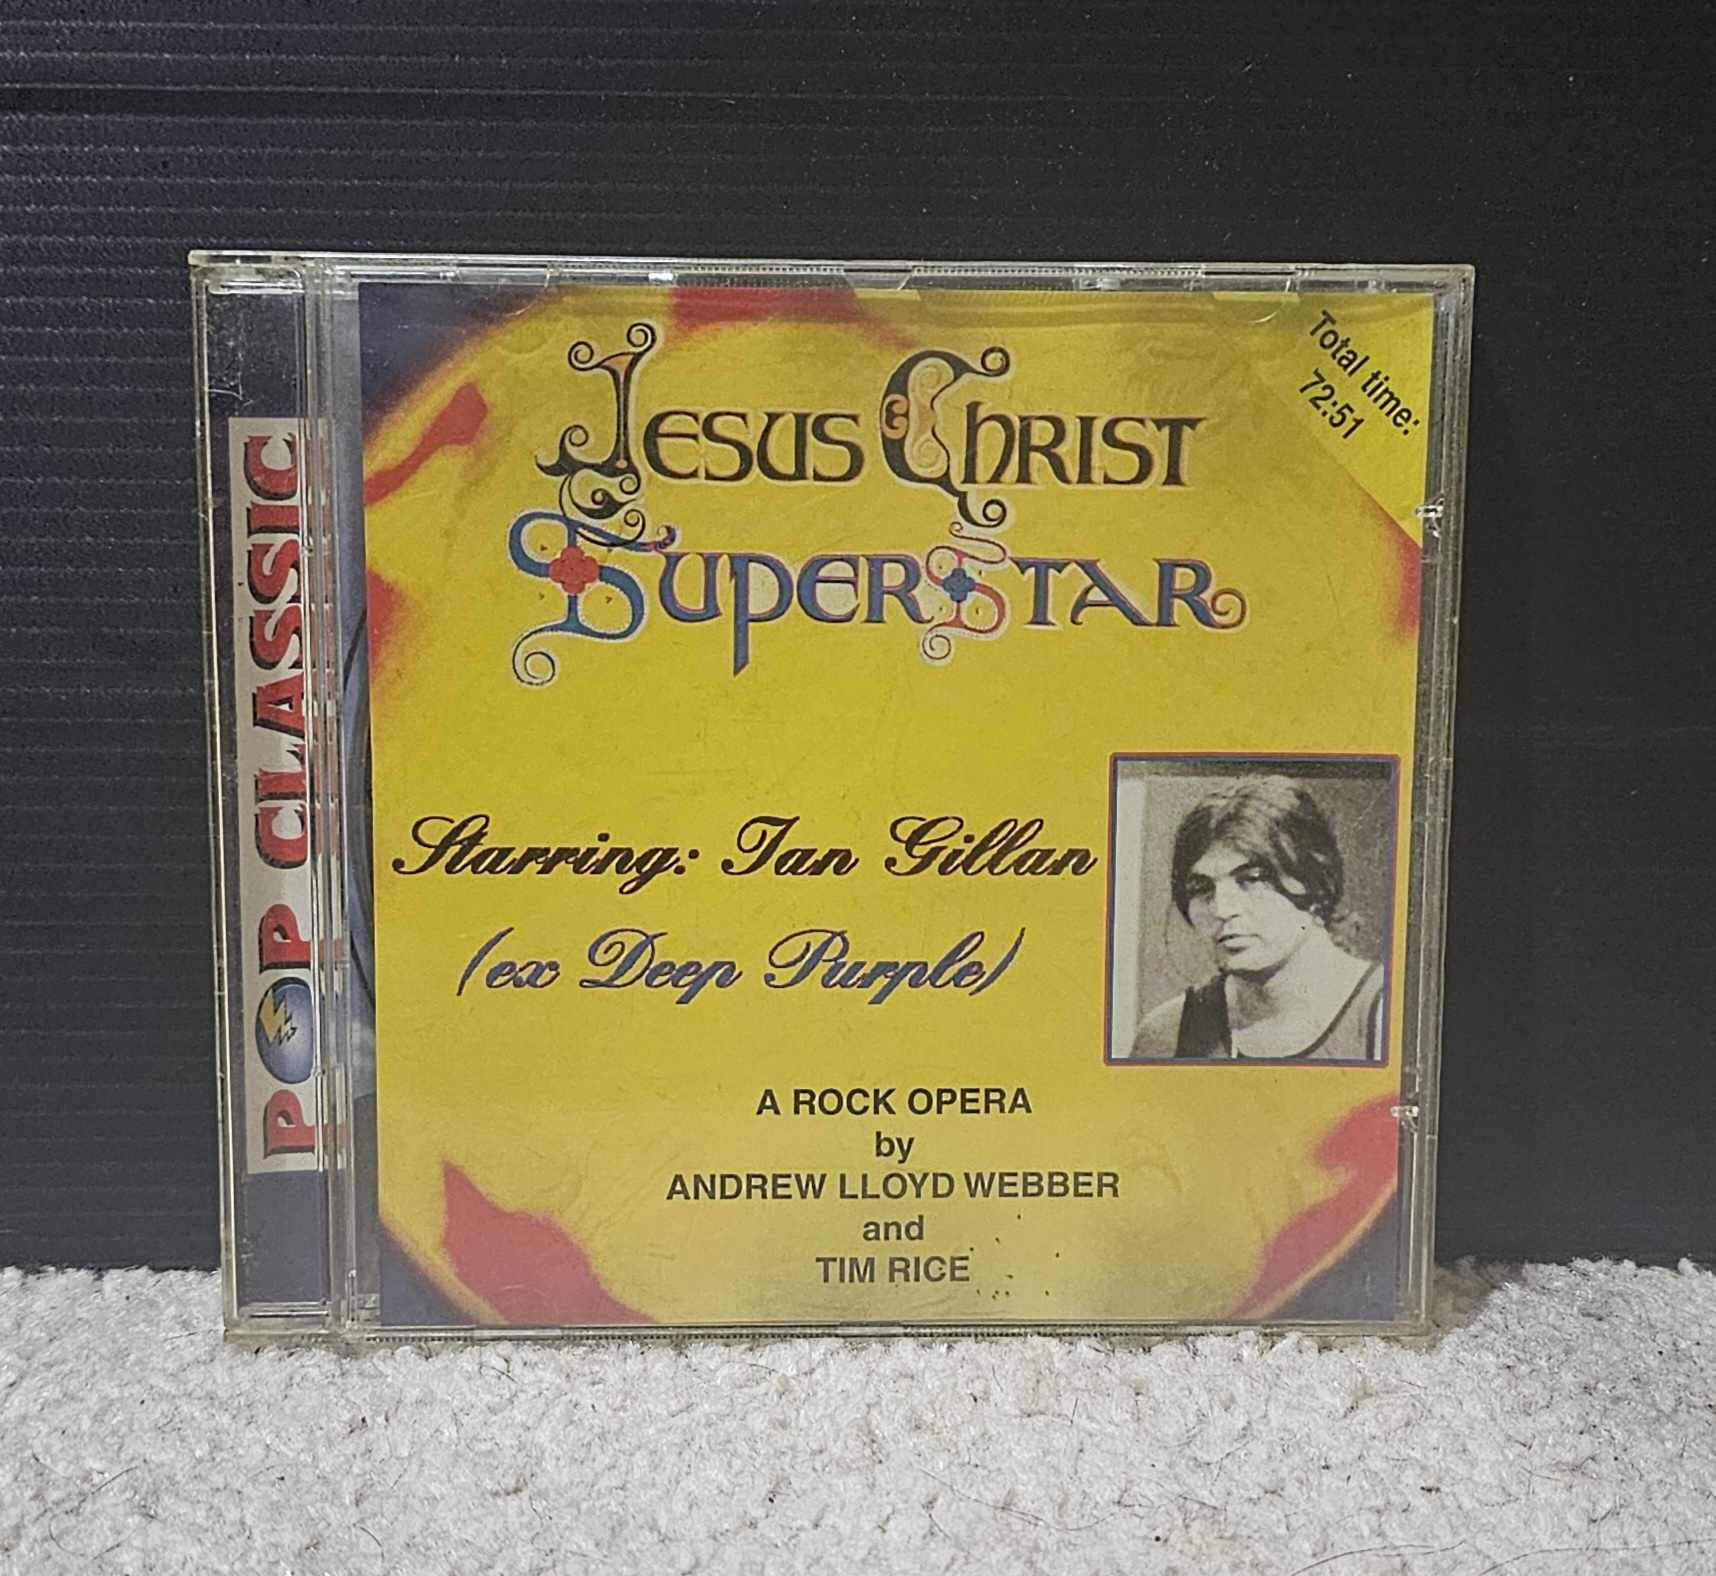 POP CLASSIC
Total time:
72:51
JESUS CHRIST
SUPERSTAR
Starring: Ian Gillan
(ex Deep Purple)
A ROCK OPERA
by
ANDREW LLOYD WEBBER
and
TIM RICE